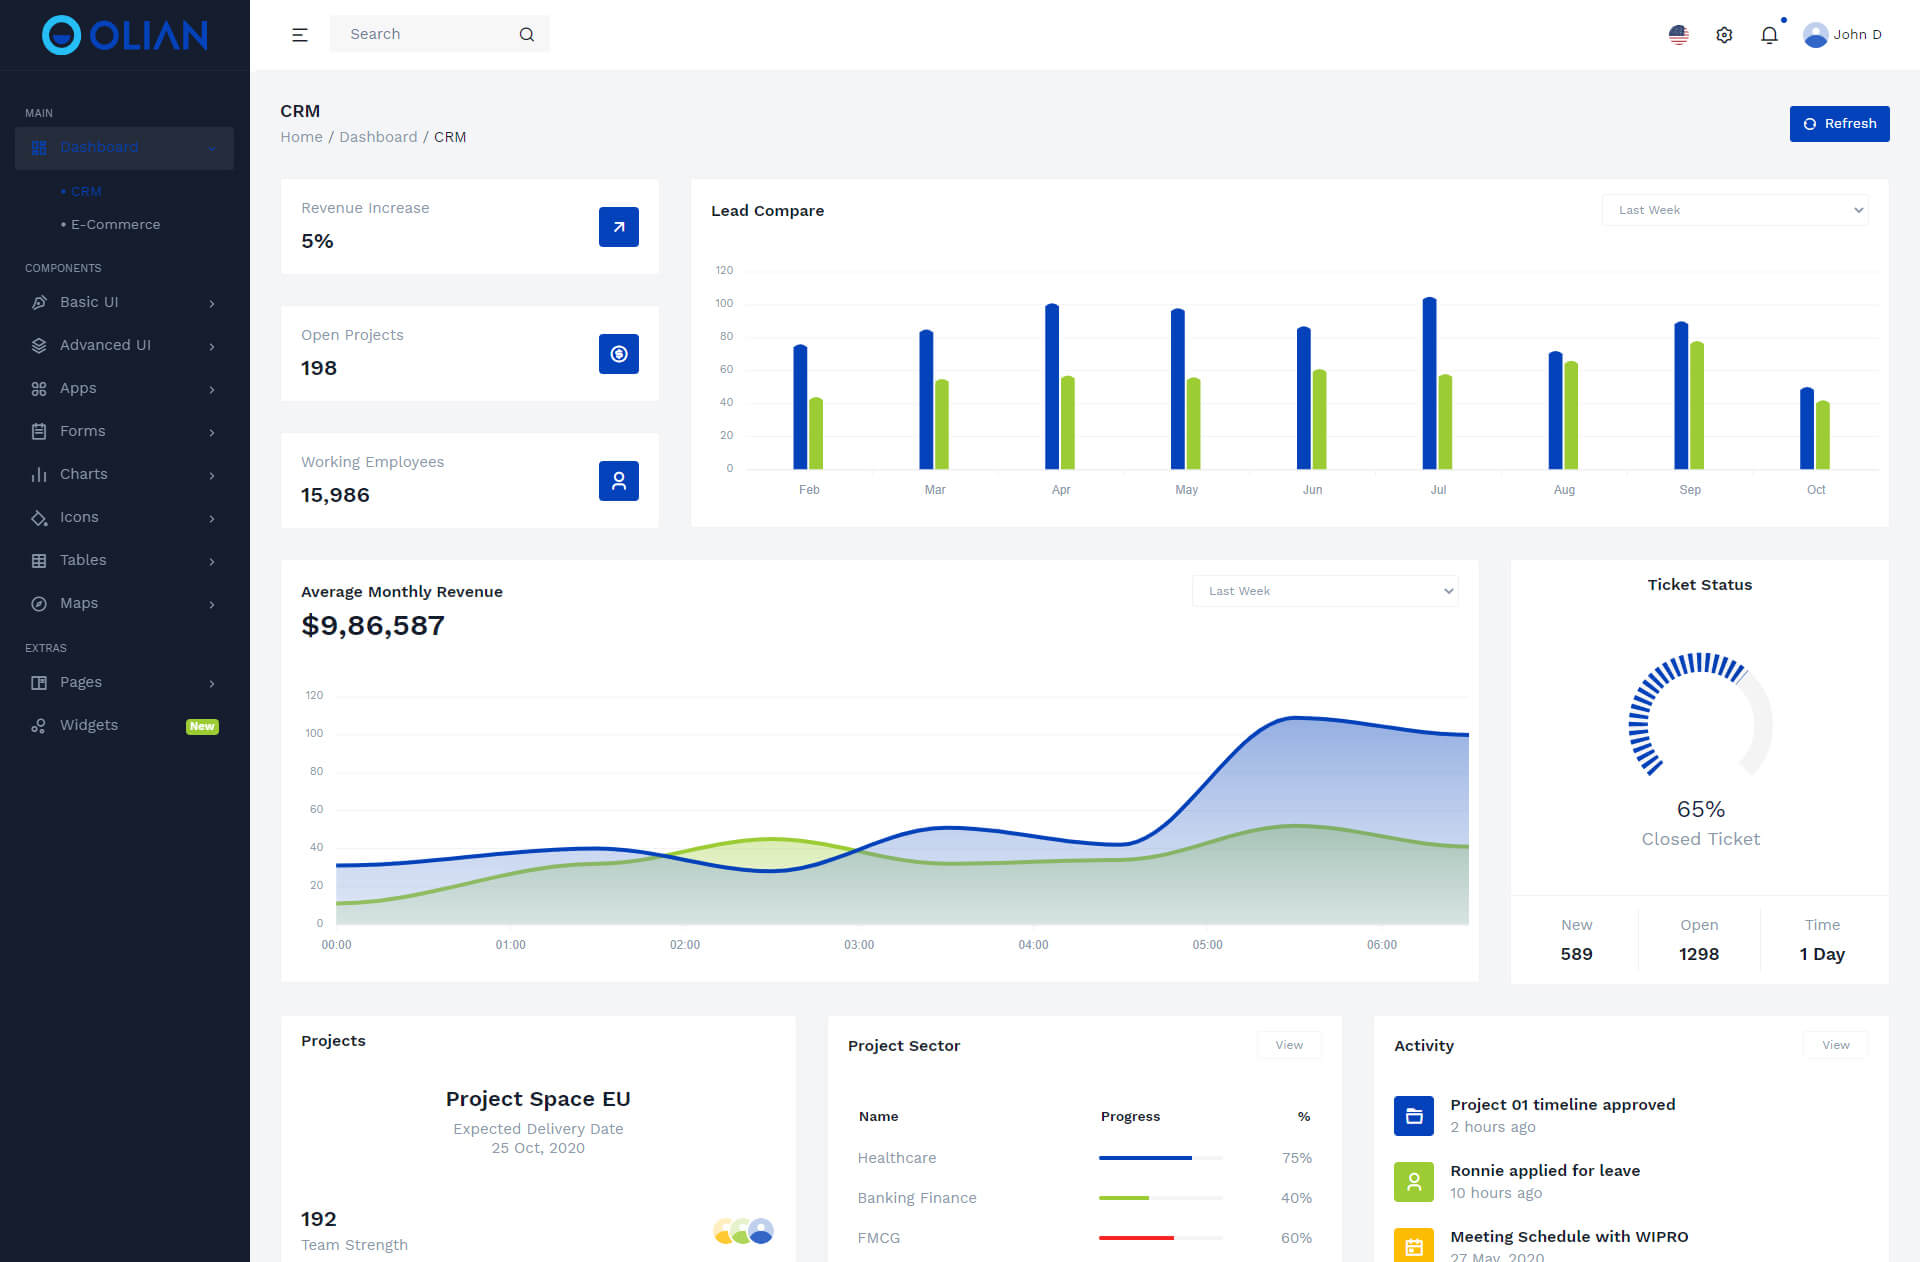 OLIAN
Search
John D
MAIN
Dashboard
• CRM
• E-Commerce
COMPONENTS
Basic UI
Advanced UI
Apps
Forms
Charts
Icons
Tables
Maps
EXTRAS
Pages
Widgets New
CRM
Home / Dashboard / CRM
Refresh
Revenue Increase
5%
Open Projects
198
Working Employees
15,986
Lead Compare
Last Week
120
100
80
60
40
20
0
Feb Mar Apr May Jun Jul Aug Sep Oct
Average Monthly Revenue
$9,86,587
Last Week
120
100
80
60
40
20
0
00:00 01:00 02:00 03:00 04:00 05:00 06:00
Ticket Status
65%
Closed Ticket
New Open Time
589 1298 1 Day
Projects
Project Space EU
Expected Delivery Date
25 Oct, 2020
192
Team Strength
Project Sector
View
Name Progress %
Healthcare 75%
Banking Finance 40%
FMCG 60%
Activity
View
Project 01 timeline approved
2 hours ago
Ronnie applied for leave
10 hours ago
Meeting Schedule with WIPRO
27 May, 2020